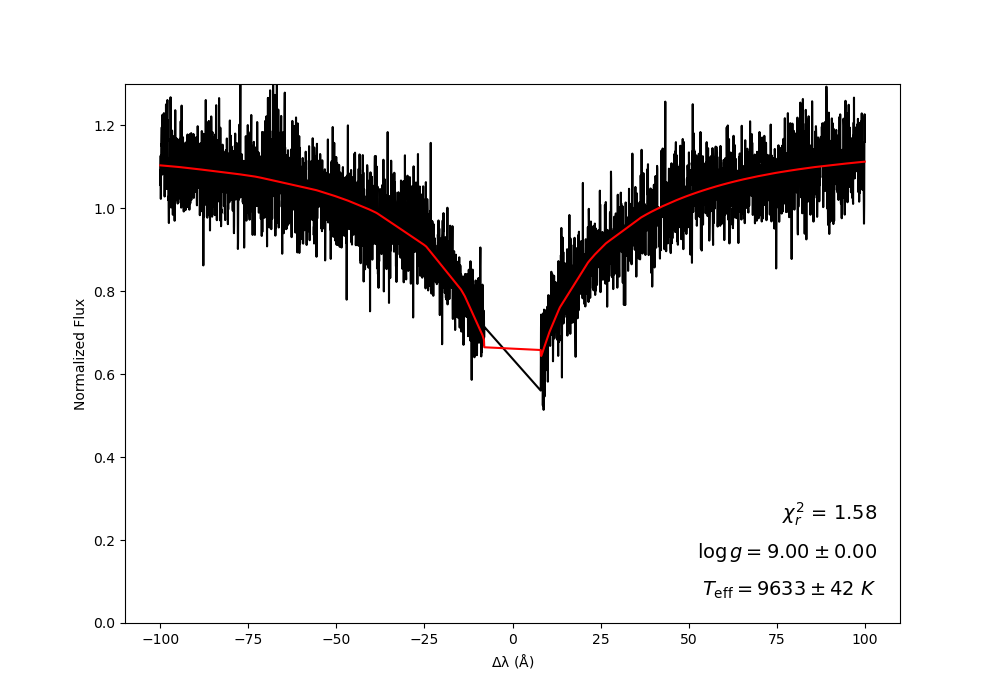 1.2
1.0
0.8
0.6
0.4
0.2
0.0
Normalized Flux
χ²ᵣ = 1.58
log g = 9.00 ± 0.00
T_eff = 9633 ± 42 K
−100 −75 −50 −25 0 25 50 75 100
Δλ (Å)